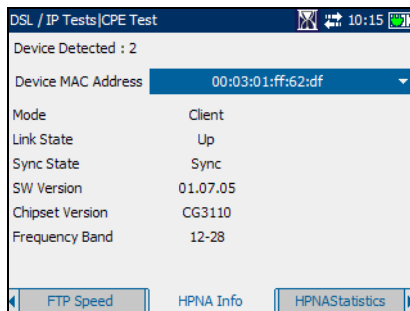 DSL / IP Tests|CPE Test 10:15
Device Detected : 2
Device MAC Address 00:03:01:ff:62:df
Mode Client
Link State Up
Sync State Sync
SW Version 01.07.05
Chipset Version CG3110
Frequency Band 12-28
FTP Speed HPNA Info HPNAStatistics